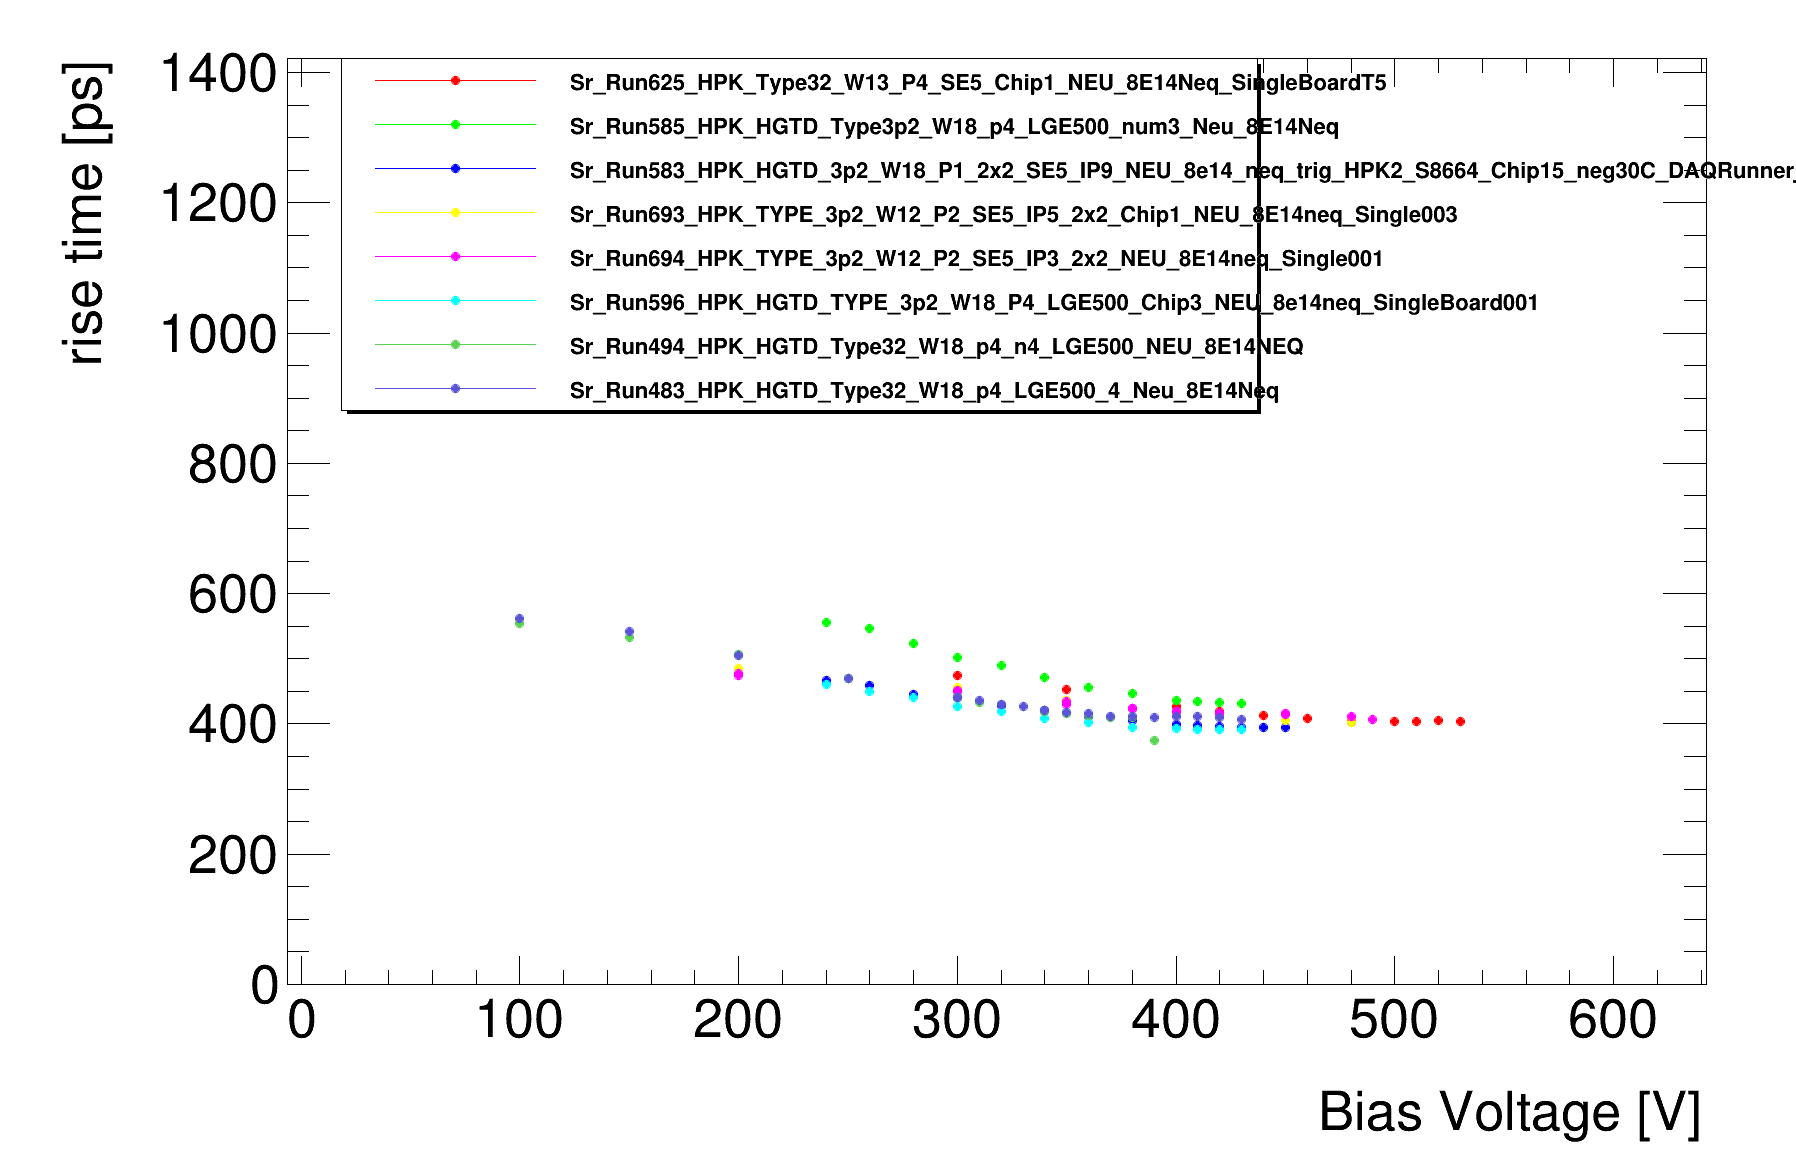 rise time [ps]
1400
1200
1000
800
600
400
200
0
Sr_Run625_HPK_Type32_W13_P4_SE5_Chip1_NEU_8E14Neq_SingleBoardT5
Sr_Run585_HPK_HGTD_Type3p2_W18_p4_LGE500_num3_Neu_8E14Neq
Sr_Run583_HPK_HGTD_3p2_W18_P1_2x2_SE5_IP9_NEU_8e14_neq_trig_HPK2_S8664_Chip15_neg30C_DAQRunner_
Sr_Run693_HPK_TYPE_3p2_W12_P2_SE5_IP5_2x2_Chip1_NEU_8E14neq_Single003
Sr_Run694_HPK_TYPE_3p2_W12_P2_SE5_IP3_2x2_NEU_8E14neq_Single001
Sr_Run596_HPK_HGTD_TYPE_3p2_W18_P4_LGE500_Chip3_NEU_8e14neq_SingleBoard001
Sr_Run494_HPK_HGTD_Type32_W18_p4_n4_LGE500_NEU_8E14NEQ
Sr_Run483_HPK_HGTD_Type32_W18_p4_LGE500_4_Neu_8E14Neq
0 100 200 300 400 500 600
Bias Voltage [V]